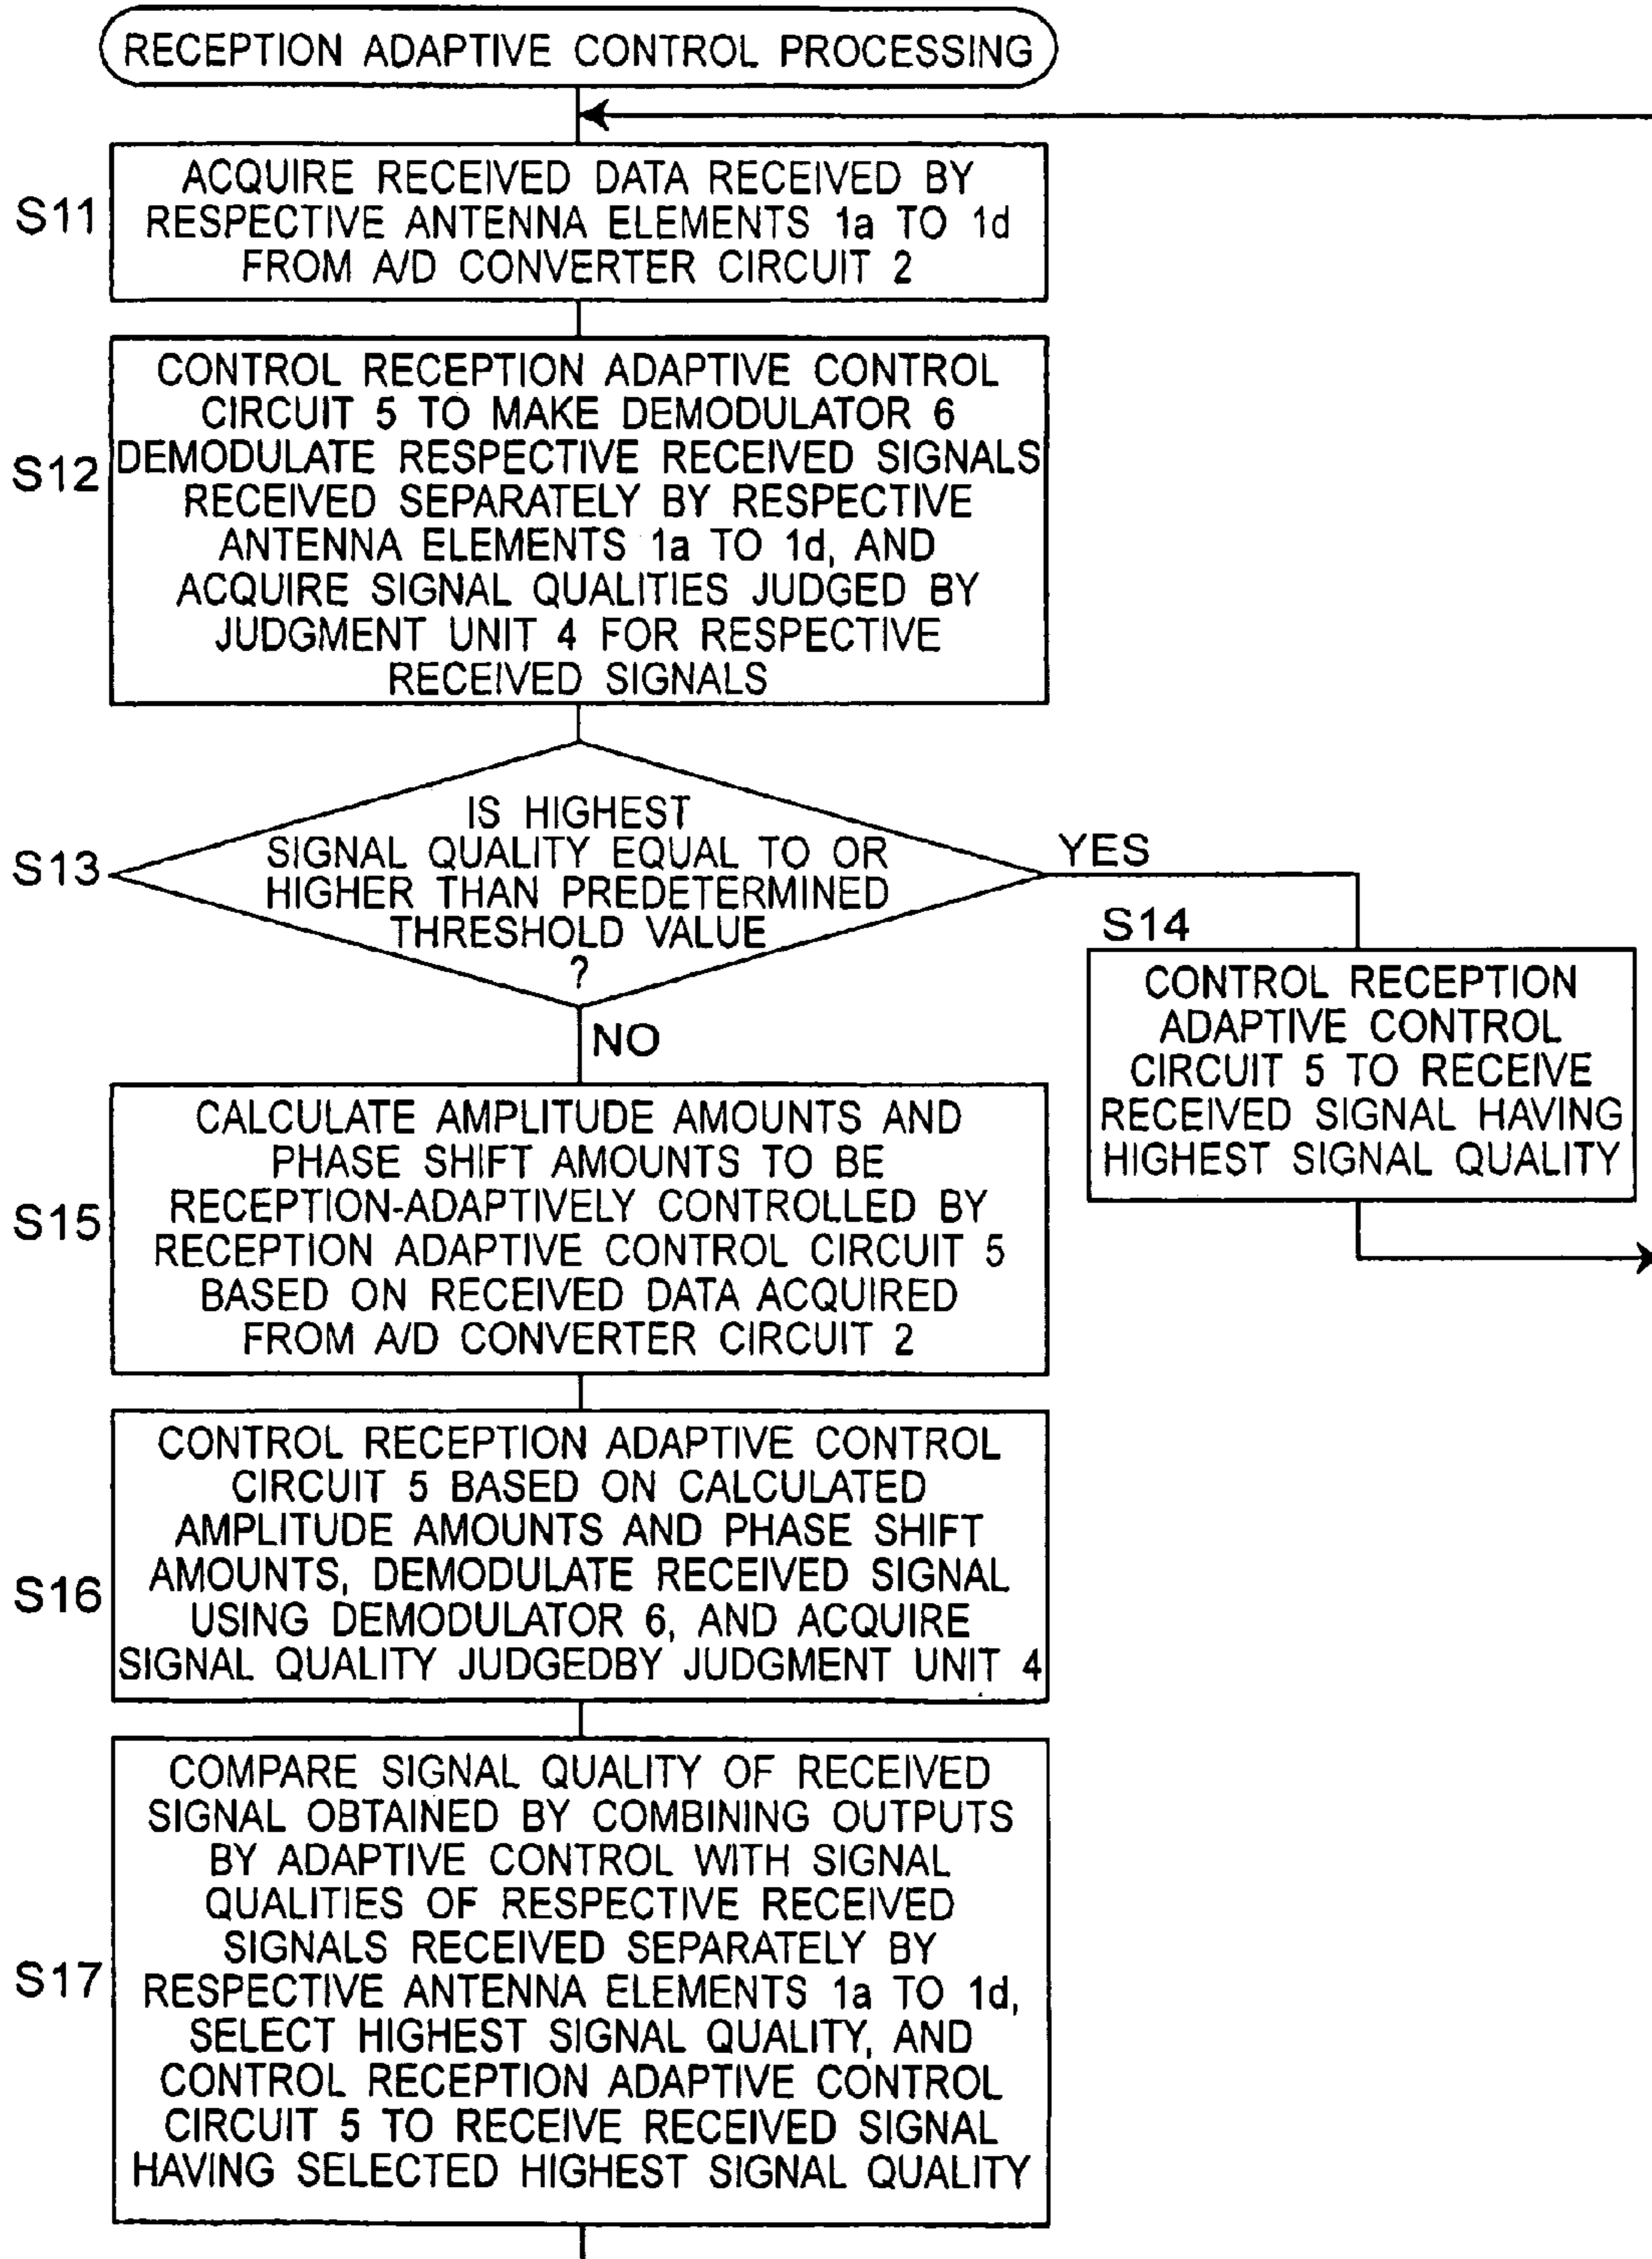 RECEPTION ADAPTIVE CONTROL PROCESSING
S11
ACQUIRE RECEIVED DATA RECEIVED BY
RESPECTIVE ANTENNA ELEMENTS 1a TO 1d
FROM A/D CONVERTER CIRCUIT 2
S12
CONTROL RECEPTION ADAPTIVE CONTROL
CIRCUIT 5 TO MAKE DEMODULATOR 6
DEMODULATE RESPECTIVE RECEIVED SIGNALS
RECEIVED SEPARATELY BY RESPECTIVE
ANTENNA ELEMENTS 1a TO 1d, AND
ACQUIRE SIGNAL QUALITIES JUDGED BY
JUDGMENT UNIT 4 FOR RESPECTIVE
RECEIVED SIGNALS
S13
IS HIGHEST
SIGNAL QUALITY EQUAL TO OR
HIGHER THAN PREDETERMINED
THRESHOLD VALUE
?
YES
S14
CONTROL RECEPTION
ADAPTIVE CONTROL
CIRCUIT 5 TO RECEIVE
RECEIVED SIGNAL HAVING
HIGHEST SIGNAL QUALITY
NO
S15
CALCULATE AMPLITUDE AMOUNTS AND
PHASE SHIFT AMOUNTS TO BE
RECEPTION-ADAPTIVELY CONTROLLED BY
RECEPTION ADAPTIVE CONTROL CIRCUIT 5
BASED ON RECEIVED DATA ACQUIRED
FROM A/D CONVERTER CIRCUIT 2
S16
CONTROL RECEPTION ADAPTIVE CONTROL
CIRCUIT 5 BASED ON CALCULATED
AMPLITUDE AMOUNTS AND PHASE SHIFT
AMOUNTS, DEMODULATE RECEIVED SIGNAL
USING DEMODULATOR 6, AND ACQUIRE
SIGNAL QUALITY JUDGEDBY JUDGMENT UNIT 4
S17
COMPARE SIGNAL QUALITY OF RECEIVED
SIGNAL OBTAINED BY COMBINING OUTPUTS
BY ADAPTIVE CONTROL WITH SIGNAL
QUALITIES OF RESPECTIVE RECEIVED
SIGNALS RECEIVED SEPARATELY BY
RESPECTIVE ANTENNA ELEMENTS 1a TO 1d,
SELECT HIGHEST SIGNAL QUALITY, AND
CONTROL RECEPTION ADAPTIVE CONTROL
CIRCUIT 5 TO RECEIVE RECEIVED SIGNAL
HAVING SELECTED HIGHEST SIGNAL QUALITY